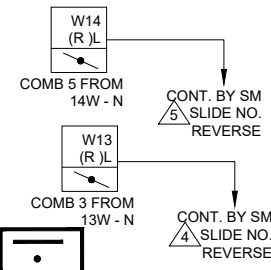 W14
(R )L
COMB 5 FROM
14W - N
CONT. BY SM
5 SLIDE NO.
REVERSE
W13
(R )L
COMB 3 FROM
13W - N
CONT. BY SM
4 SLIDE NO.
REVERSE